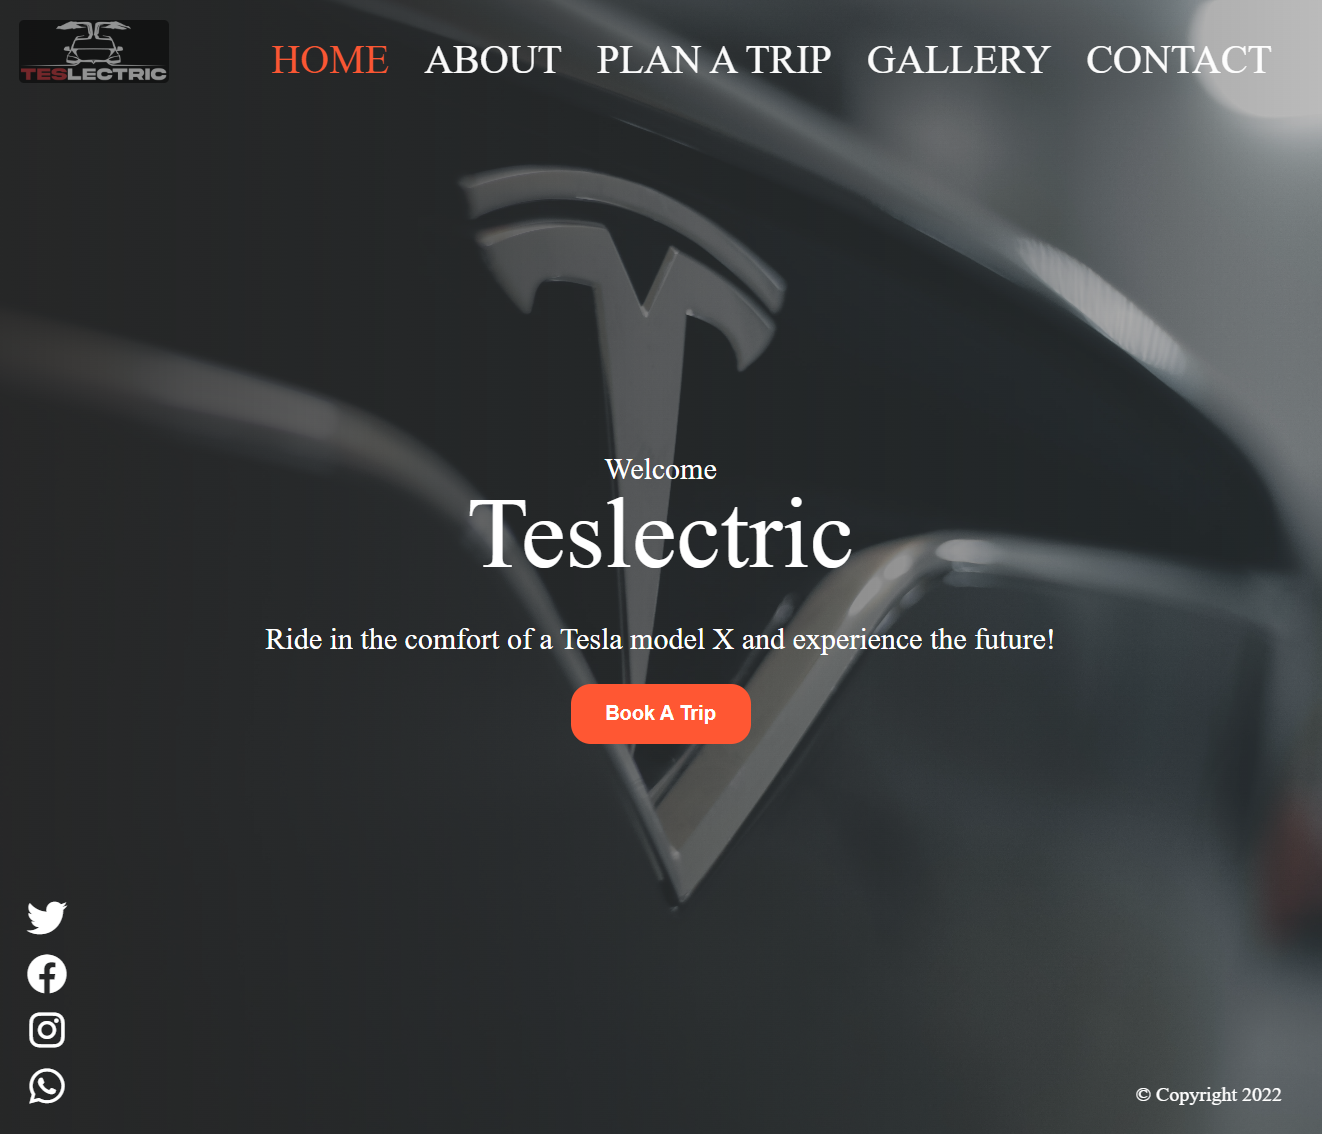 TESLECTRIC
HOME ABOUT PLAN A TRIP GALLERY CONTACT
Welcome
Teslectric
Ride in the comfort of a Tesla model X and experience the future!
Book A Trip
© Copyright 2022